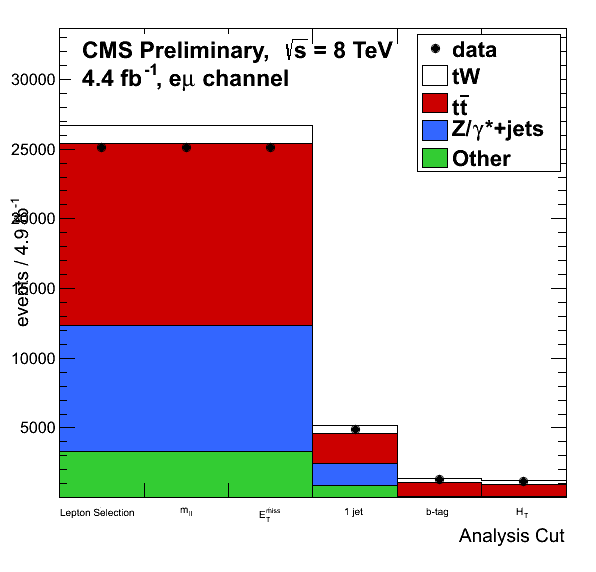 CMS Preliminary, √s = 8 TeV
4.4 fb⁻¹, eμ channel
data
tW
tt̄
Z/γ*+jets
Other
events / 4.9 fb⁻¹
30000
25000
20000
15000
10000
5000
Lepton Selection m_ll E_T^miss 1 jet b-tag H_T
Analysis Cut